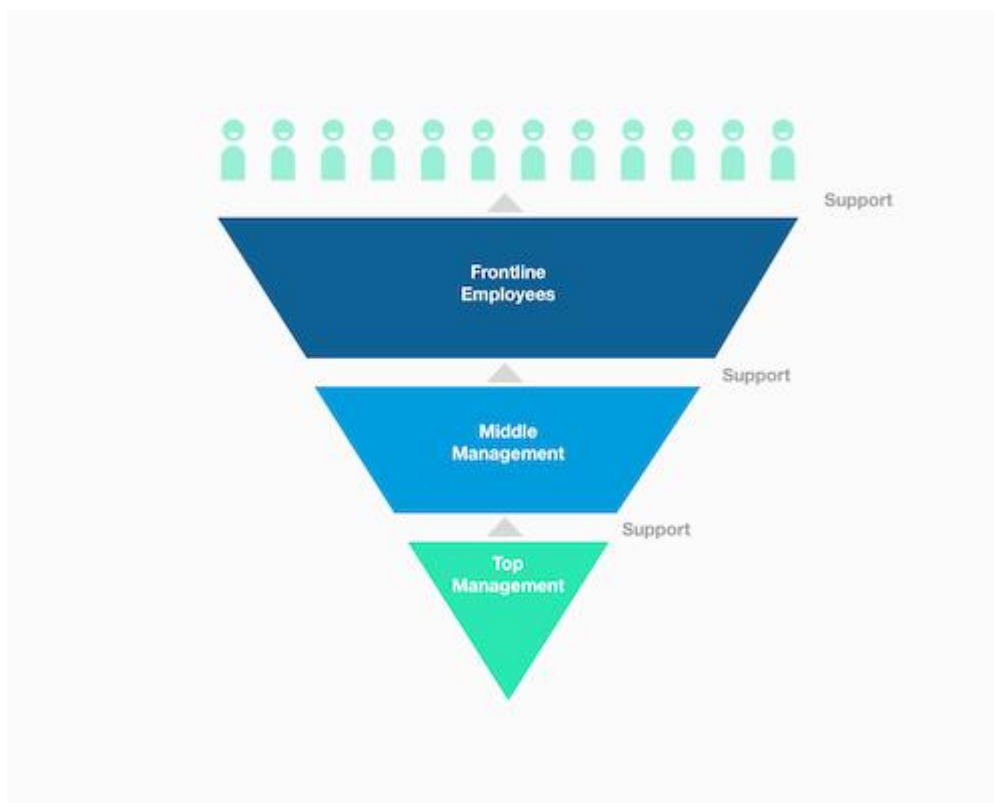 Support
Frontline
Employees
Support
Middle
Management
Support
Top
Management